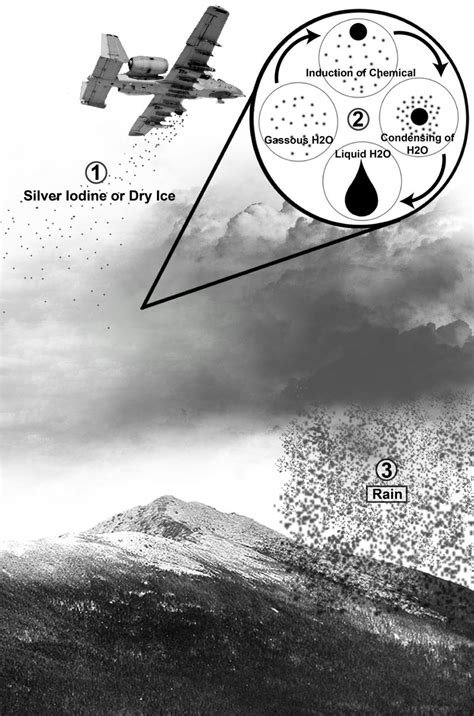 1
Silver Iodine or Dry Ice
2
Induction of Chemical
Gassous H2O
Condensing of
H2O
Liquid H2O
3
Rain